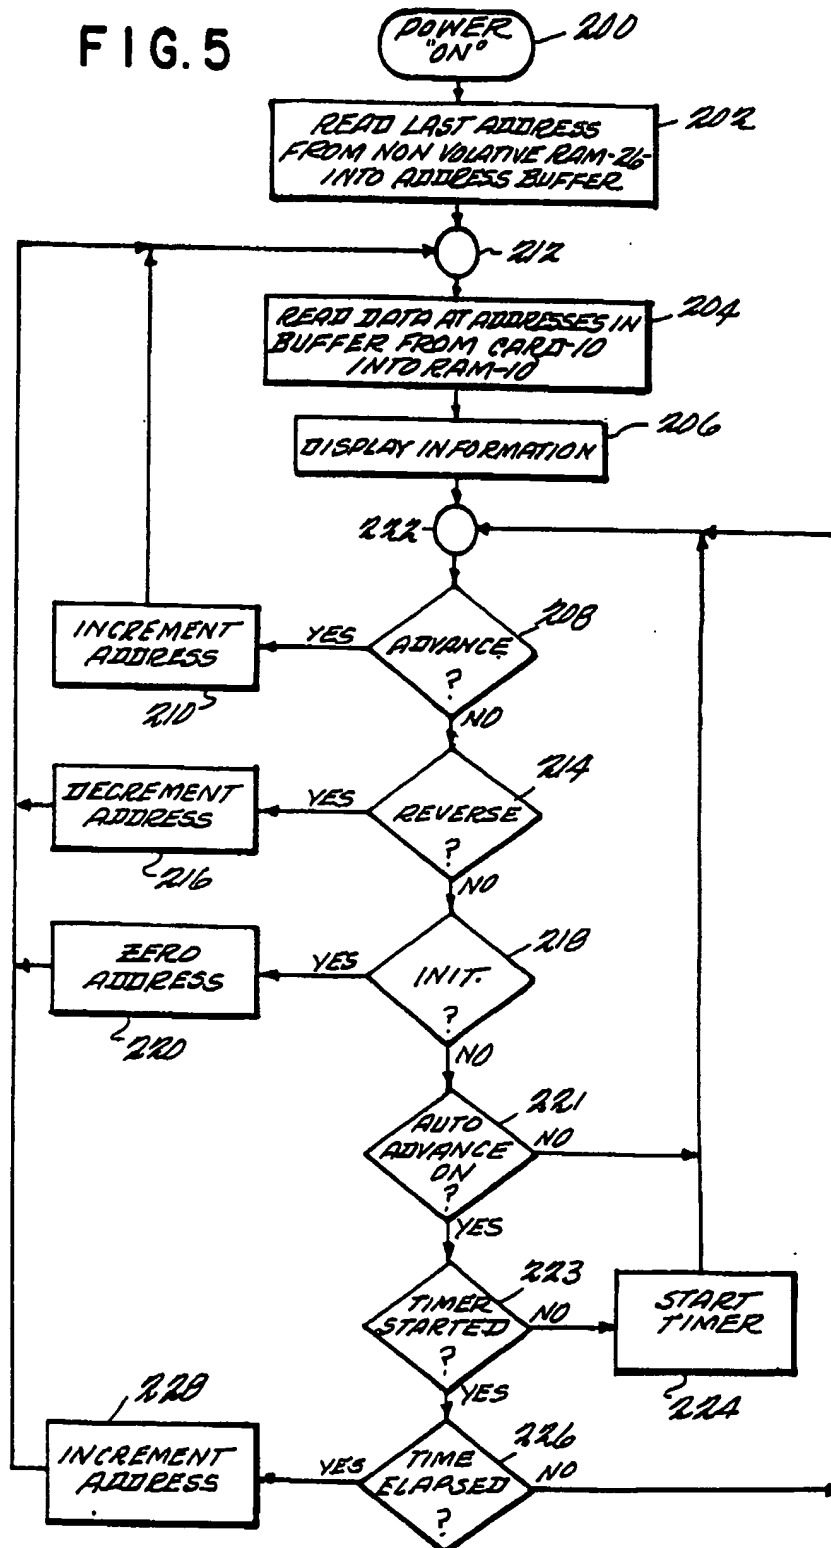 FIG. 5
POWER
"ON"
200
READ LAST ADDRESS
FROM NON VOLATIVE RAM-26-
INTO ADDRESS BUFFER
202
212
READ DATA AT ADDRESSES IN
BUFFER FROM CARD-10
INTO RAM-10
204
DISPLAY INFORMATION
206
222
ADVANCE
?
208
YES
INCREMENT
ADDRESS
210
NO
REVERSE
?
214
YES
DECREMENT
ADDRESS
216
NO
INIT.
?
218
YES
ZERO
ADDRESS
220
NO
AUTO
ADVANCE
ON
?
221
NO
YES
TIMER
STARTED
?
223
NO
START
TIMER
224
YES
TIME
ELAPSED
?
226
NO
YES
INCREMENT
ADDRESS
228